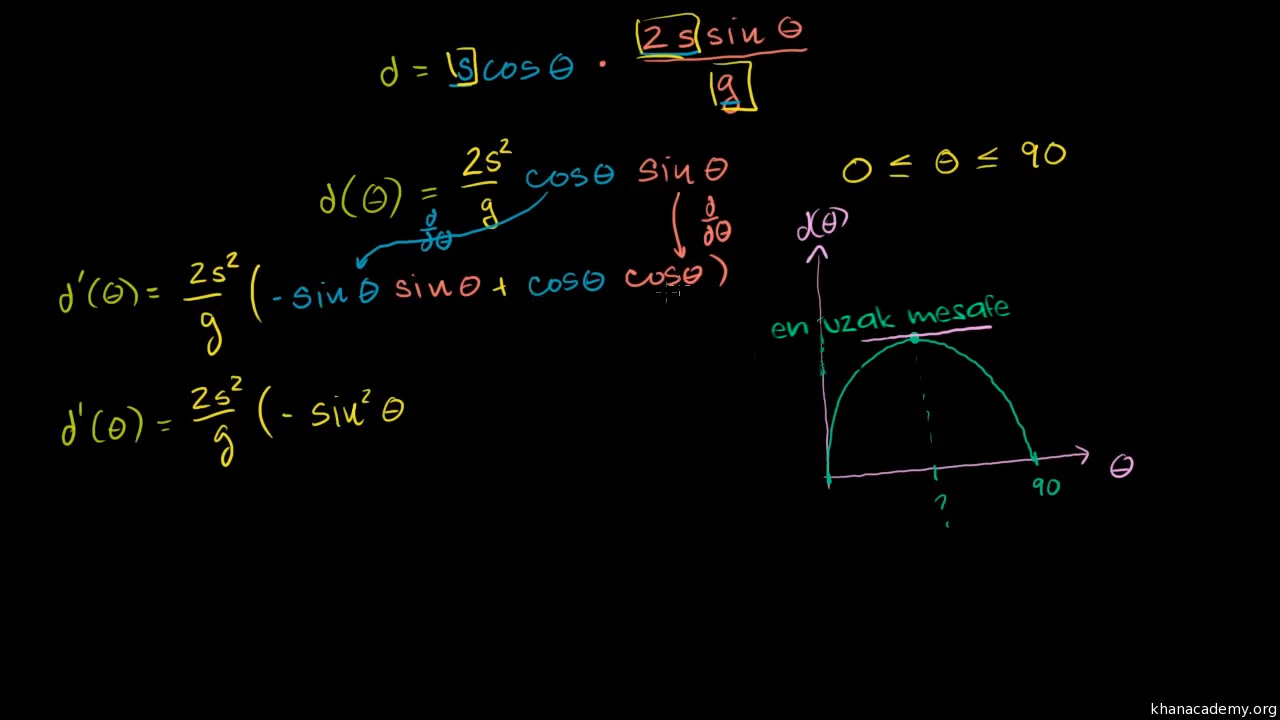 d = s cos θ · 2s sin θ / g
d(θ) = 2s² / g cos θ sin θ
d/dθ
d/dθ
d'(θ) = 2s² / g (- sin θ sin θ + cos θ cos θ)
d'(θ) = 2s² / g (- sin² θ
0 ≤ θ ≤ 90
d(θ)
en uzak mesafe
θ
90
?
khanacademy.org